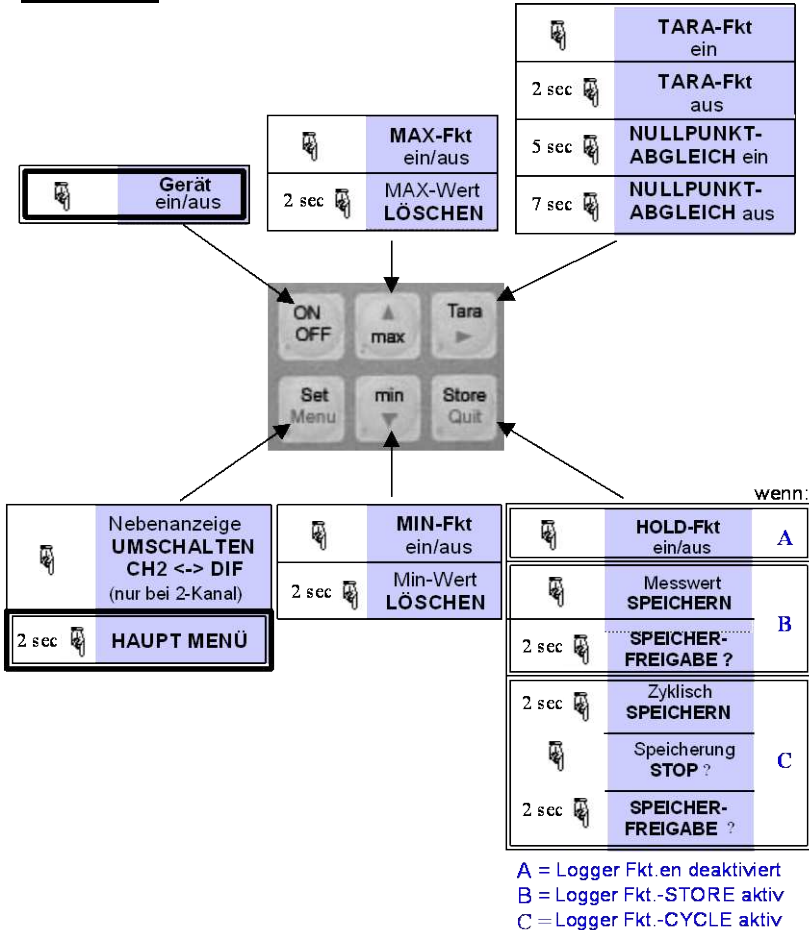 TARA-Fkt
ein
2 sec TARA-Fkt
aus
5 sec NULLPUNKT-
ABGLEICH ein
7 sec NULLPUNKT-
ABGLEICH aus
MAX-Fkt
ein/aus
2 sec MAX-Wert
LÖSCHEN
Gerät
ein/aus
ON
OFF
max
Tara
Set
Menu
min
Store
Quit
Nebenanzeige
UMSCHALTEN
CH2 <-> DIF
(nur bei 2-Kanal)
2 sec HAUPT MENÜ
MIN-Fkt
ein/aus
2 sec Min-Wert
LÖSCHEN
wenn:
HOLD-Fkt
ein/aus
A
Messwert
SPEICHERN
B
2 sec SPEICHER-
FREIGABE ?
2 sec Zyklisch
SPEICHERN
Speicherung
STOP ?
C
2 sec SPEICHER-
FREIGABE ?
A = Logger Fkt.en deaktiviert
B = Logger Fkt.-STORE aktiv
C = Logger Fkt.-CYCLE aktiv